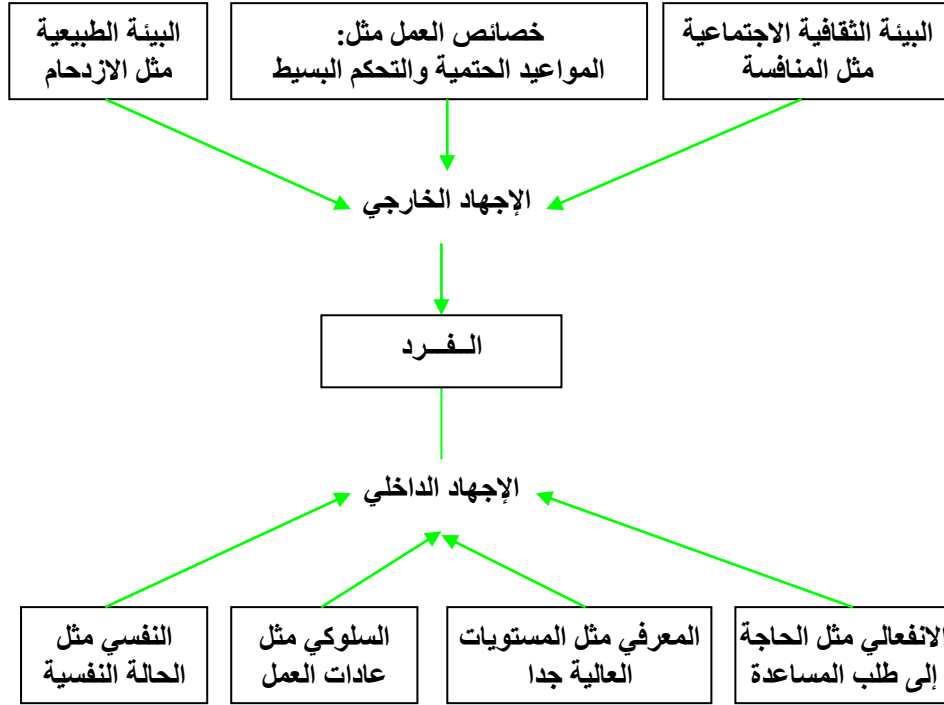 البيئة الثقافية الاجتماعية
مثل المنافسة
خصائص العمل مثل:
المواعيد الحتمية والتحكم البسيط
البيئة الطبيعية
مثل الازدحام
الإجهاد الخارجي
الــفـــرد
الإجهاد الداخلي
الانفعالي مثل الحاجة
إلى طلب المساعدة
المعرفي مثل المستويات
العالية جدا
السلوكي مثل
عادات العمل
النفسي مثل
الحالة النفسية